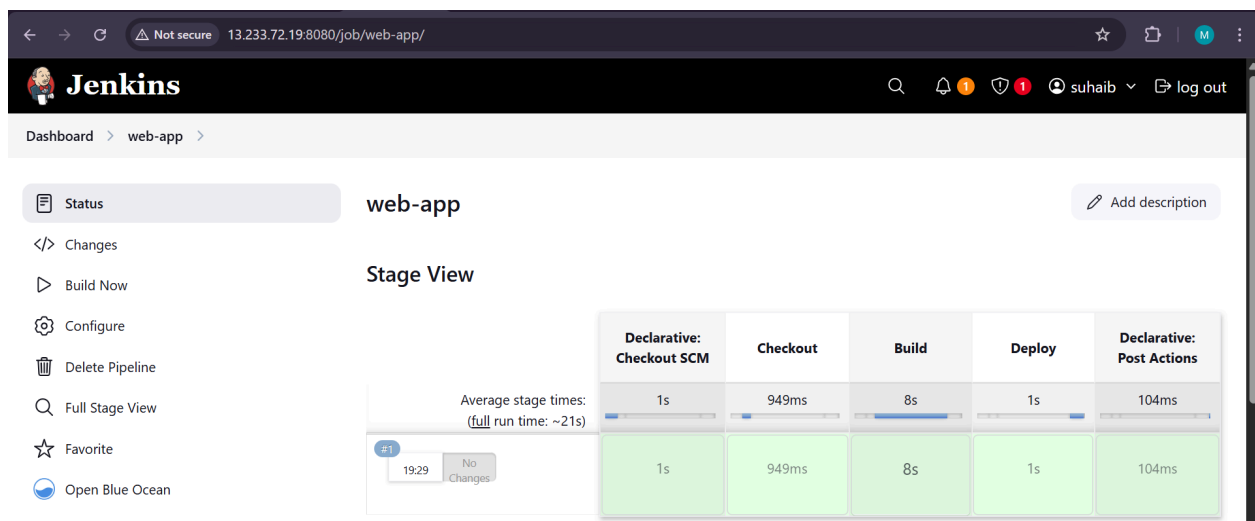 Not secure 13.233.72.19:8080/job/web-app/ M
Jenkins 1 1 suhaib log out
Dashboard > web-app >
Status
Changes
Build Now
Configure
Delete Pipeline
Full Stage View
Favorite
Open Blue Ocean
web-app
Add description
Stage View
Declarative:
Checkout SCM
Checkout
Build
Deploy
Declarative:
Post Actions
Average stage times:
(full run time: ~21s)
1s 949ms 8s 1s 104ms
#1
19:29
No
Changes
1s 949ms 8s 1s 104ms